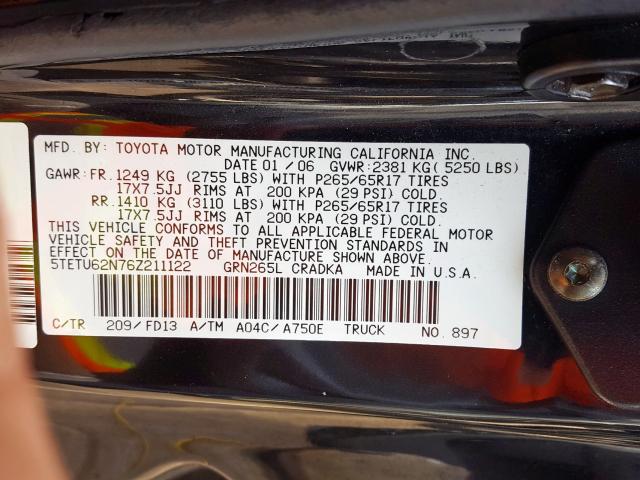 MFD. BY: TOYOTA MOTOR MANUFACTURING CALIFORNIA INC.
DATE 01 / 06 GVWR: 2381 KG( 5250 LBS)
GAWR: FR. 1249 KG (2755 LBS) WITH P265/65R17 TIRES
17X7.5JJ RIMS AT 200 KPA (29 PSI) COLD.
RR. 1410 KG (3110 LBS) WITH P265/65R17 TIRES
17X7.5JJ RIMS AT 200 KPA (29 PSI) COLD.
THIS VEHICLE CONFORMS TO ALL APPLICABLE FEDERAL MOTOR
VEHICLE SAFETY AND THEFT PREVENTION STANDARDS IN
EFFECT ON THE DATE OF MANUFACTURE SHOWN ABOVE.
5TETU62N76Z211122 GRN265L CRADKA MADE IN U.S.A.
C/TR 209/FD13 A/TM A04C/A750E TRUCK NO. 897